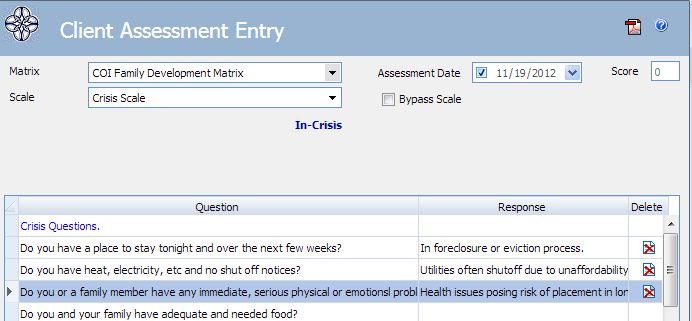 Client Assessment Entry
Matrix COI Family Development Matrix Assessment Date 11/19/2012 Score 0
Scale Crisis Scale Bypass Scale
In-Crisis
Question Response Delete
Crisis Questions.
Do you have a place to stay tonight and over the next few weeks? In foreclosure or eviction process.
Do you have heat, electricity, etc and no shut off notices? Utilities often shutoff due to unaffordability
Do you or a family member have any immediate, serious physical or emotionsl probl Health issues posing risk of placement in lon
Do you and your family have adequate and needed food?